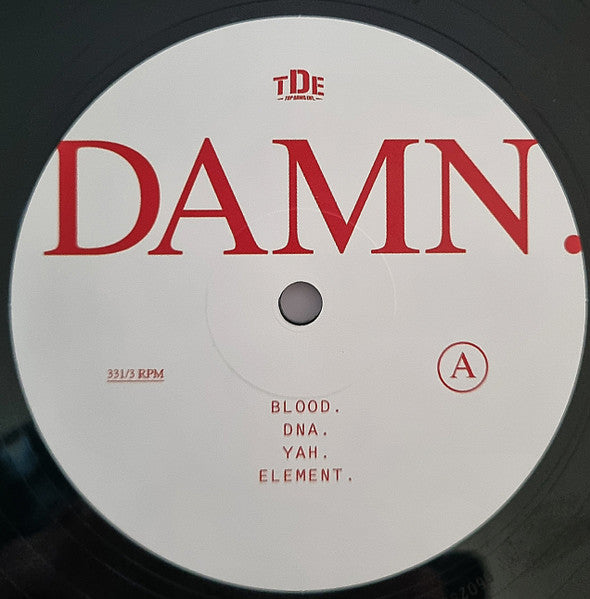 TDE
TOP DAWG ENT.
DAMN.
331/3 RPM
A
BLOOD.
DNA.
YAH.
ELEMENT.